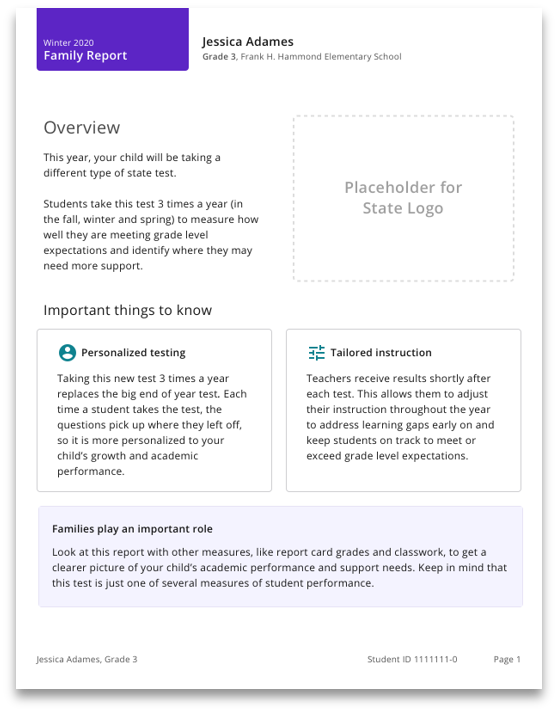 Winter 2020
Family Report
Jessica Adames
Grade 3, Frank H. Hammond Elementary School
Overview
This year, your child will be taking a
different type of state test.
Students take this test 3 times a year (in
the fall, winter and spring) to measure how
well they are meeting grade level
expectations and identify where they may
need more support.
Placeholder for
State Logo
Important things to know
Personalized testing
Taking this new test 3 times a year
replaces the big end of year test. Each
time a student takes the test, the
questions pick up where they left off,
so it is more personalized to your
child's growth and academic
performance.
Tailored instruction
Teachers receive results shortly after
each test. This allows them to adjust
their instruction throughout the year
to address learning gaps early on and
keep students on track to meet or
exceed grade level expectations.
Families play an important role
Look at this report with other measures, like report card grades and classwork, to get a
clearer picture of your child's academic performance and support needs. Keep in mind that
this test is just one of several measures of student performance.
Jessica Adames, Grade 3
Student ID 1111111-0
Page 1